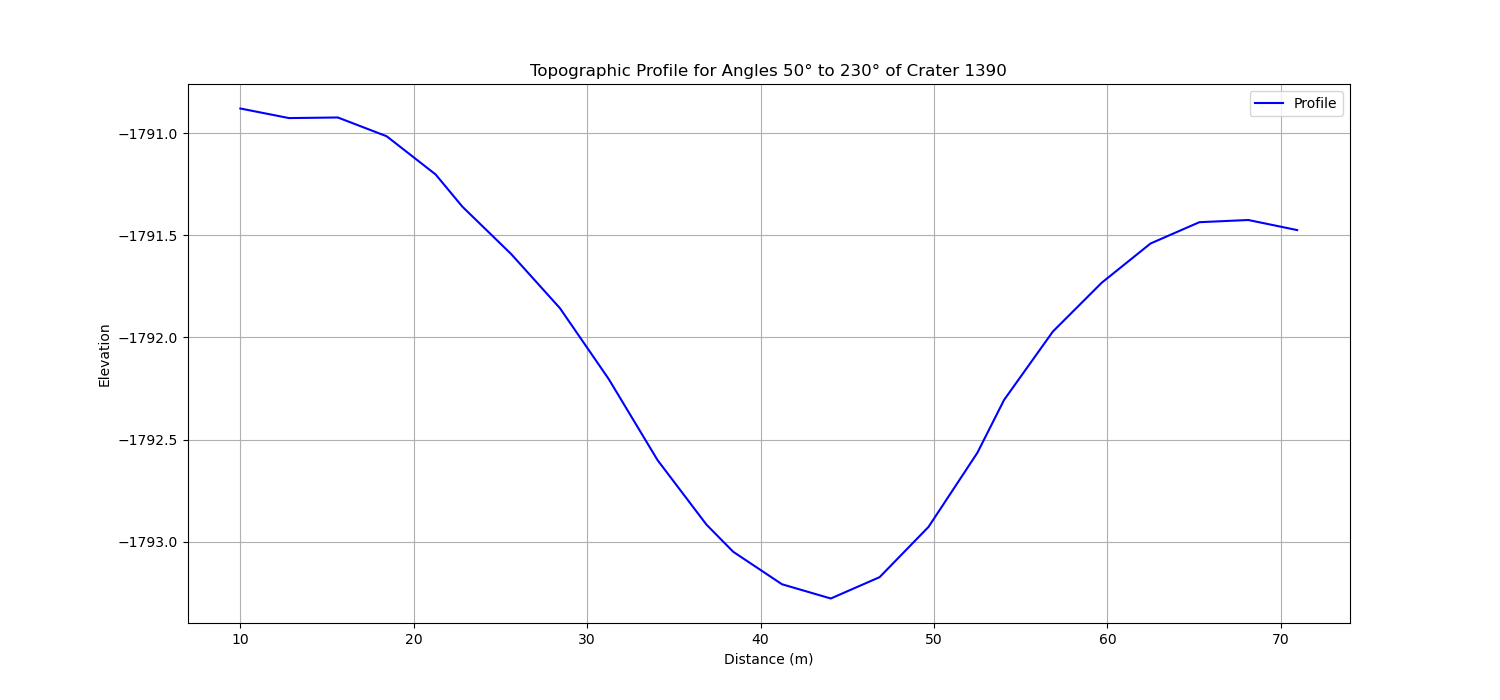 Topographic Profile for Angles 50° to 230° of Crater 1390
Profile
−1791.0
−1791.5
−1792.0
−1792.5
−1793.0
Elevation
10 20 30 40 50 60 70
Distance (m)